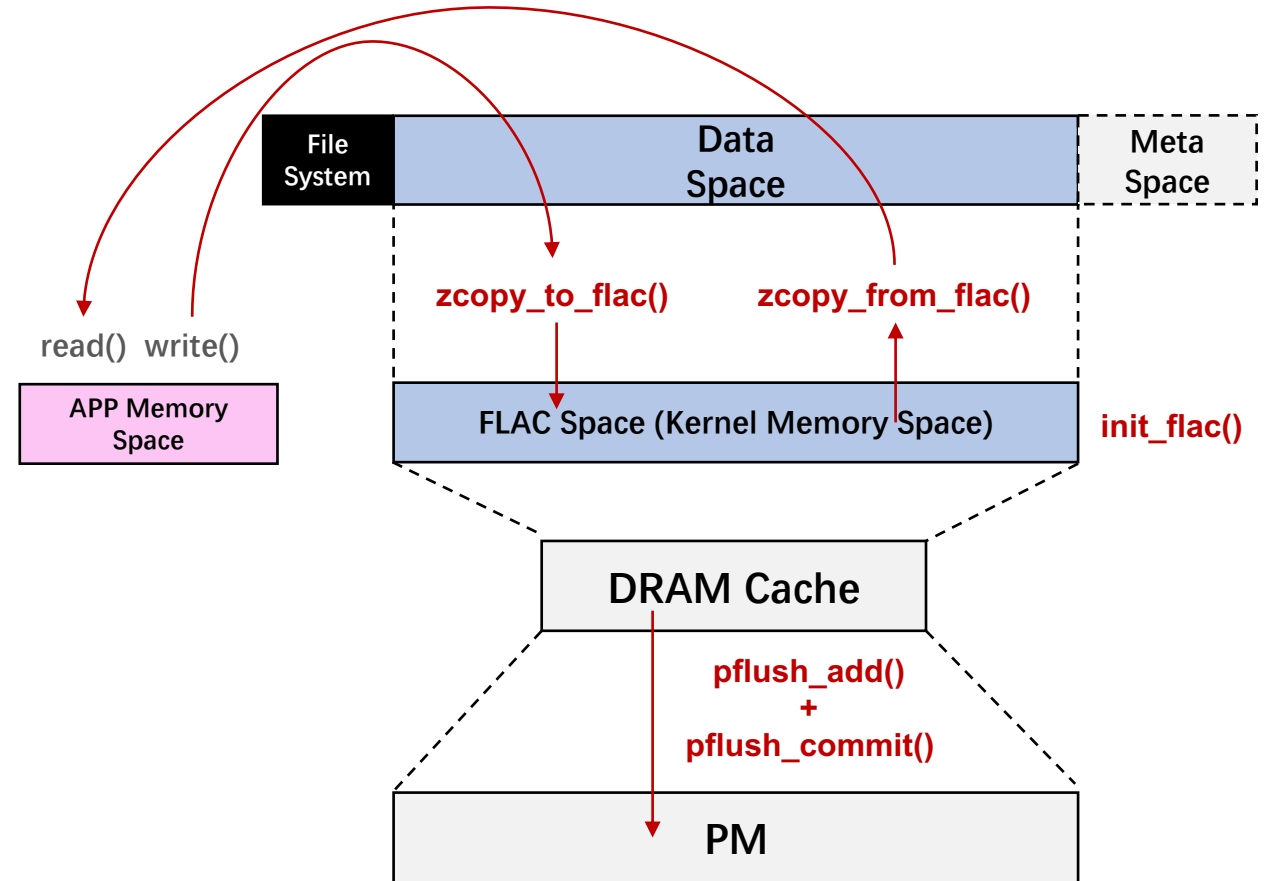 File
System
Data
Space
Meta
Space
zcopy_to_flac()
zcopy_from_flac()
read() write()
APP Memory
Space
FLAC Space (Kernel Memory Space)
init_flac()
DRAM Cache
pflush_add()
+
pflush_commit()
PM